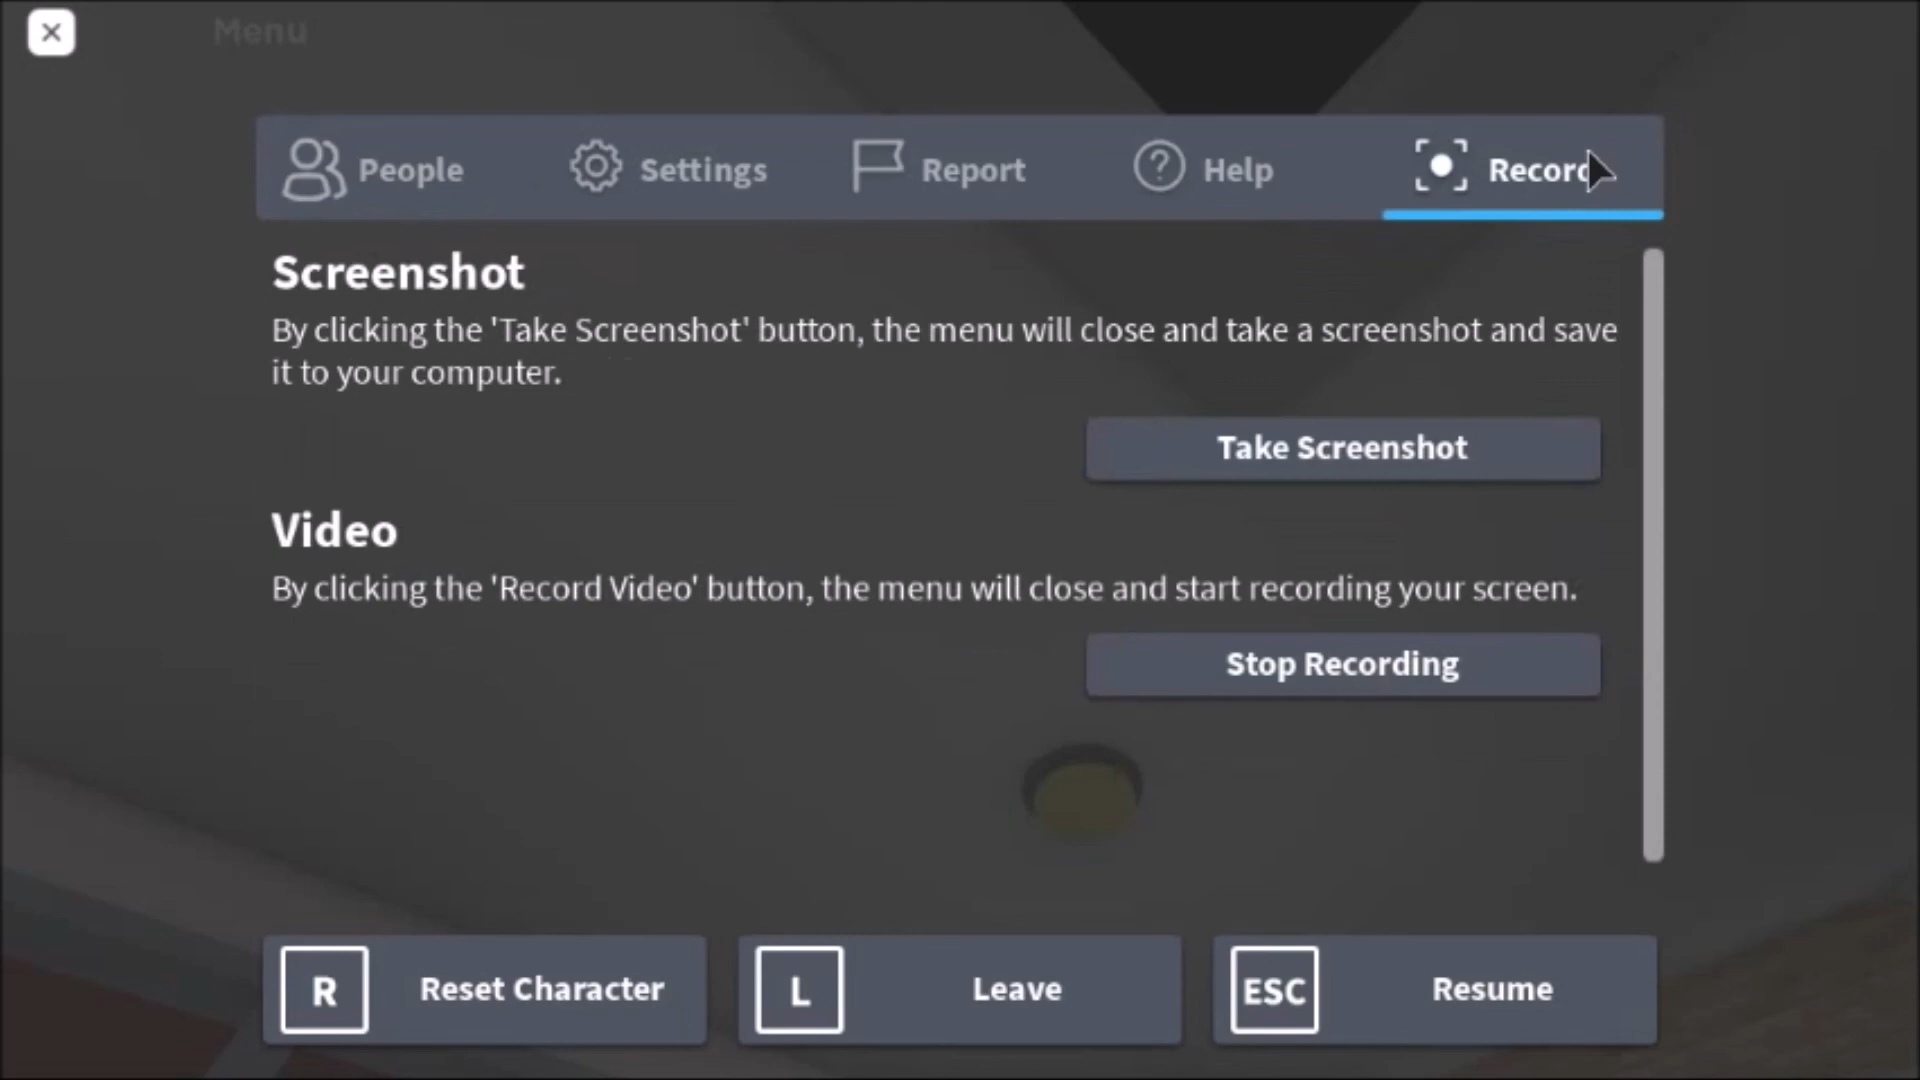 Menu
People Settings Report Help Record
Screenshot
By clicking the 'Take Screenshot' button, the menu will close and take a screenshot and save
it to your computer.
Take Screenshot
Video
By clicking the 'Record Video' button, the menu will close and start recording your screen.
Stop Recording
R Reset Character L Leave ESC Resume